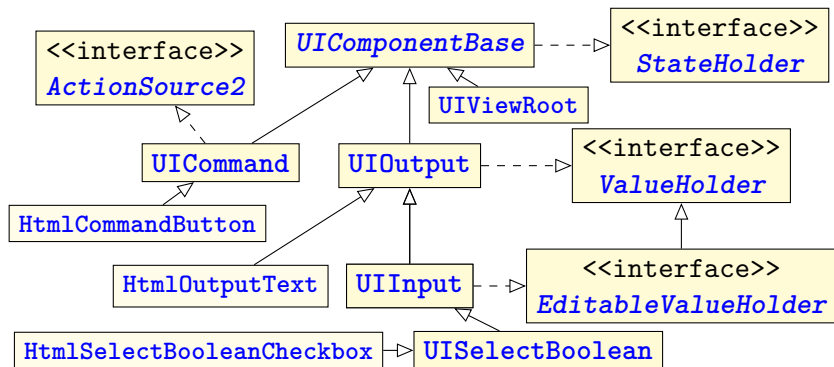 <<interface>>
ActionSource2
UIComponentBase
<<interface>>
StateHolder
UIViewRoot
UICommand
UIOutput
<<interface>>
ValueHolder
HtmlCommandButton
HtmlOutputText
UIInput
<<interface>>
EditableValueHolder
HtmlSelectBooleanCheckbox
UISelectBoolean